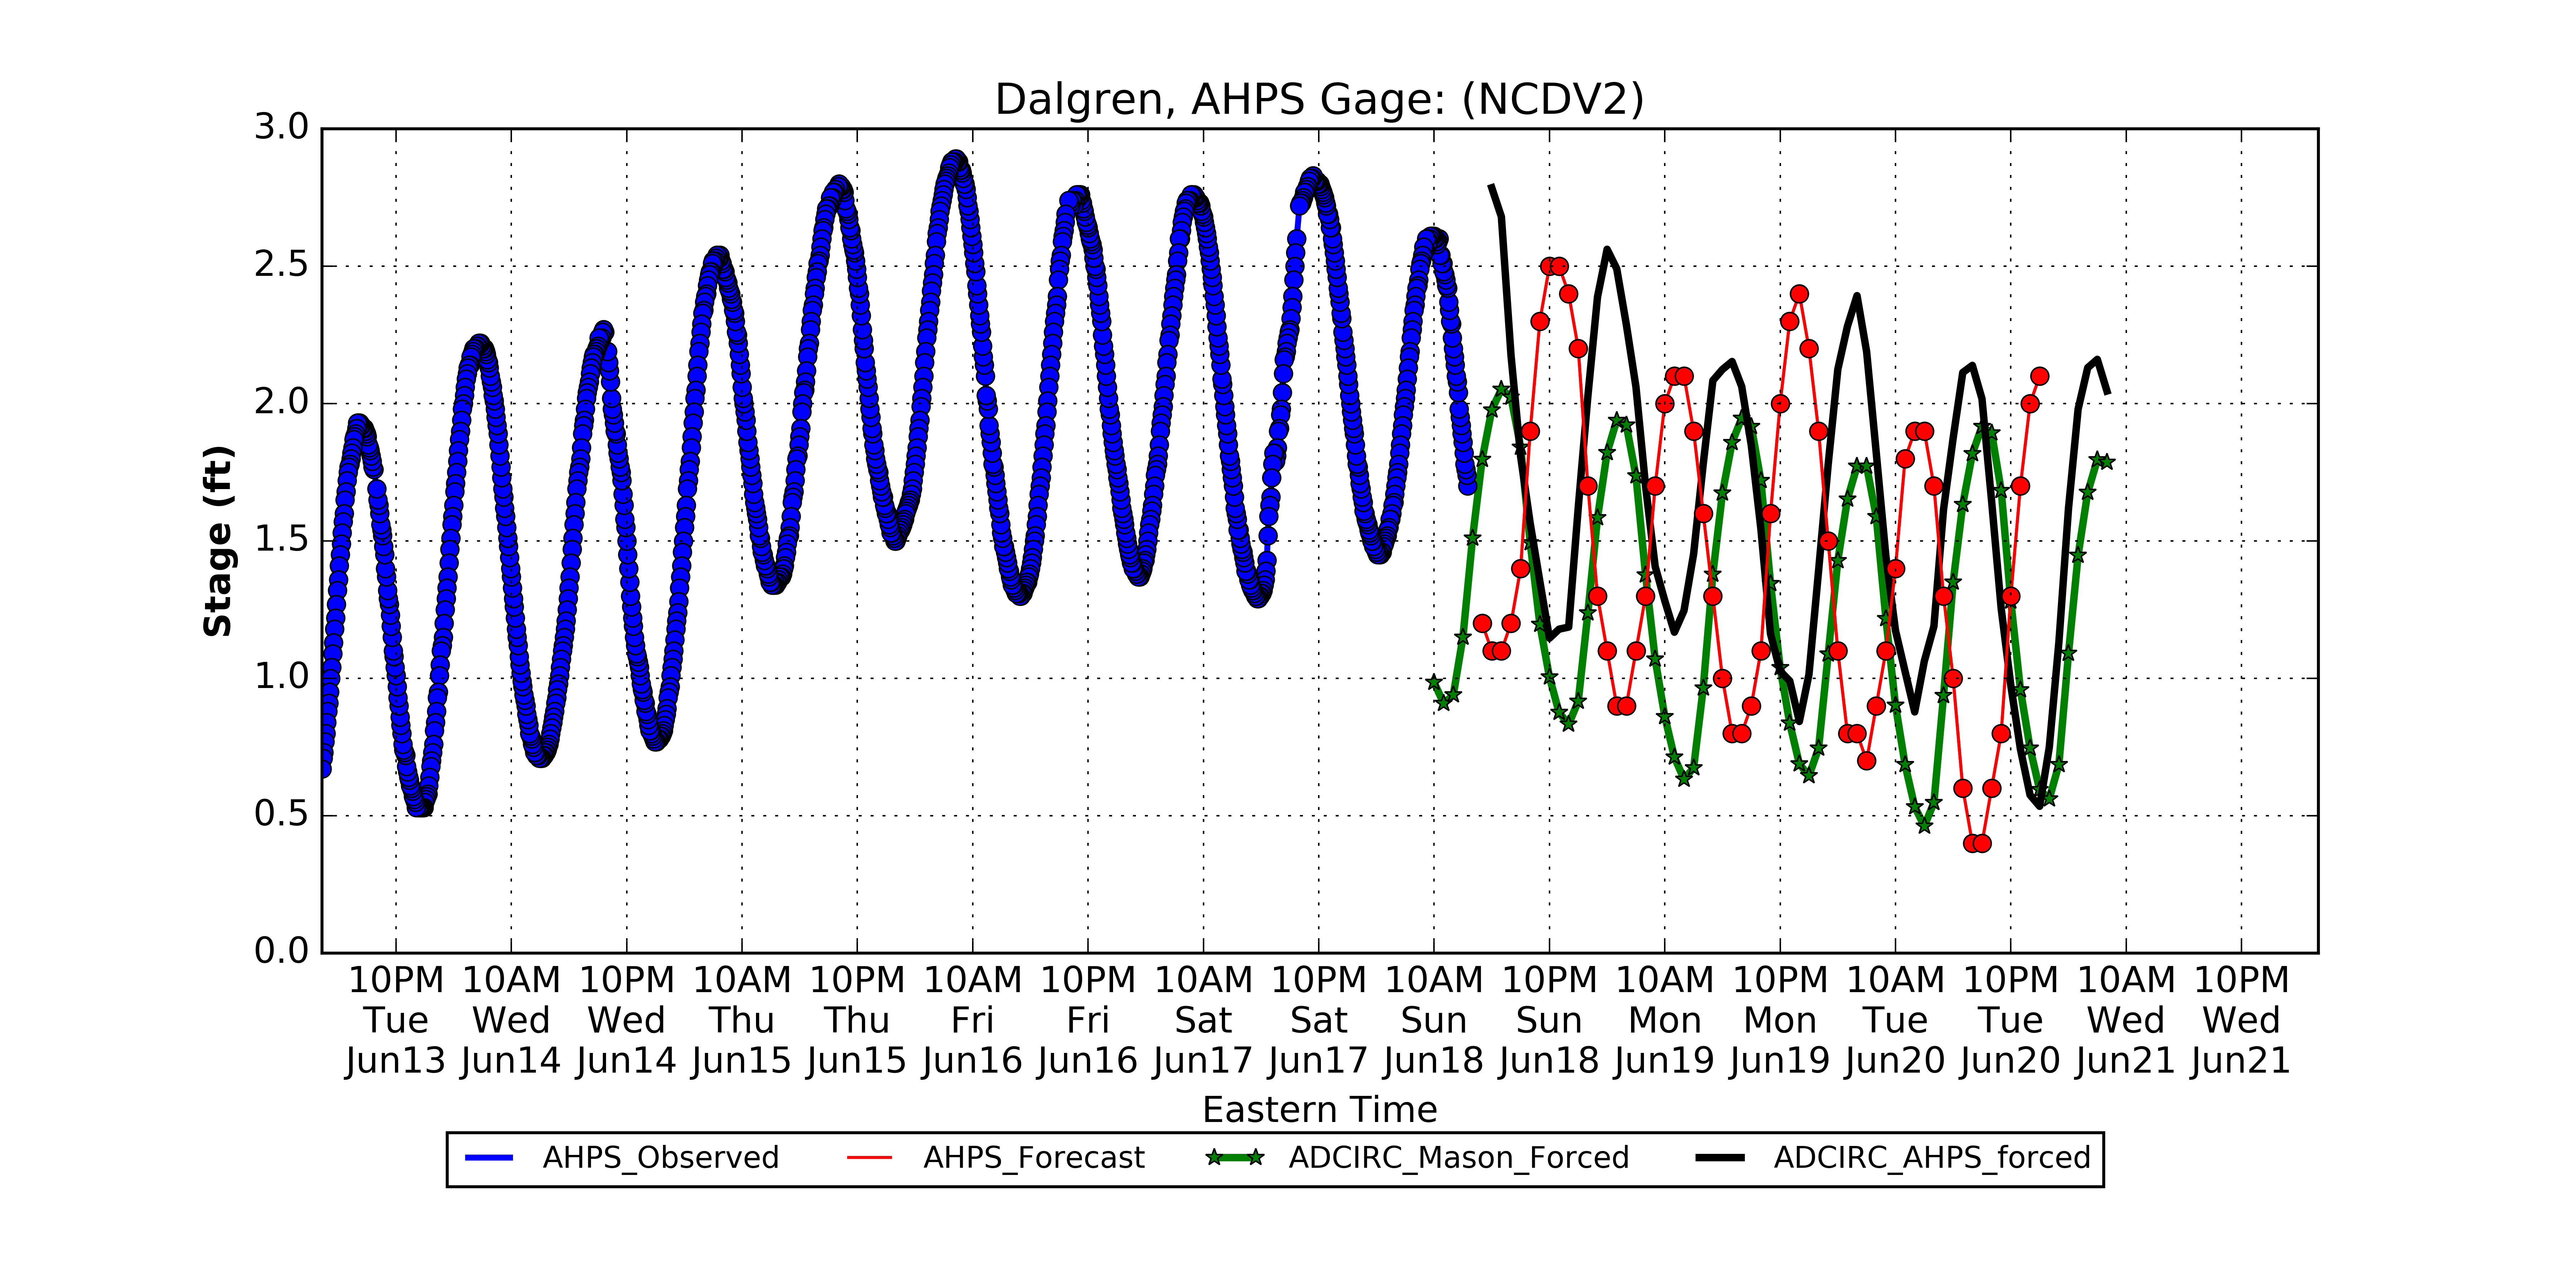 Dalgren, AHPS Gage: (NCDV2)
3.0
2.5
2.0
1.5
1.0
0.5
0.0
Stage (ft)
10PM 10AM 10PM 10AM 10PM 10AM 10PM 10AM 10PM 10AM 10PM 10AM 10PM 10AM 10PM 10AM 10PM
Tue Wed Wed Thu Thu Fri Fri Sat Sat Sun Sun Mon Mon Tue Tue Wed Wed
Jun13 Jun14 Jun14 Jun15 Jun15 Jun16 Jun16 Jun17 Jun17 Jun18 Jun18 Jun19 Jun19 Jun20 Jun20 Jun21 Jun21
Eastern Time
AHPS_Observed AHPS_Forecast ADCIRC_Mason_Forced ADCIRC_AHPS_forced